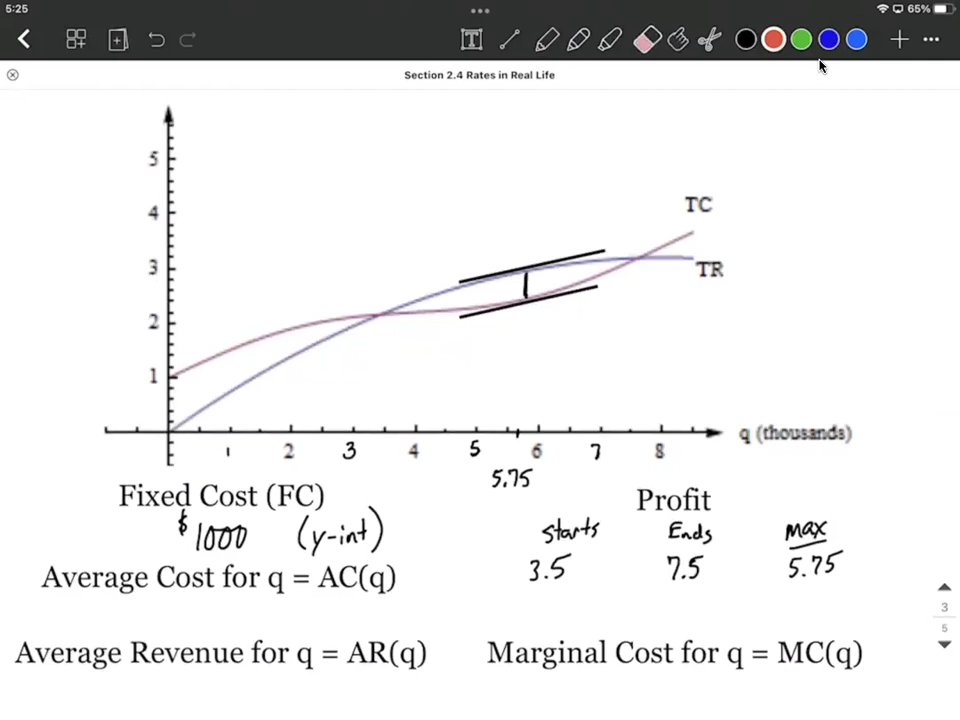 5:25
65%
T
Section 2.4 Rates in Real Life
5
4
TC
3
TR
2
1
q (thousands)
1 2 3 4 5 6 7 8
5.75
Fixed Cost (FC)
Profit
$1000 (y-int)
Starts Ends max
Average Cost for q = AC(q)
3.5 7.5 5.75
3
5
Average Revenue for q = AR(q)
Marginal Cost for q = MC(q)